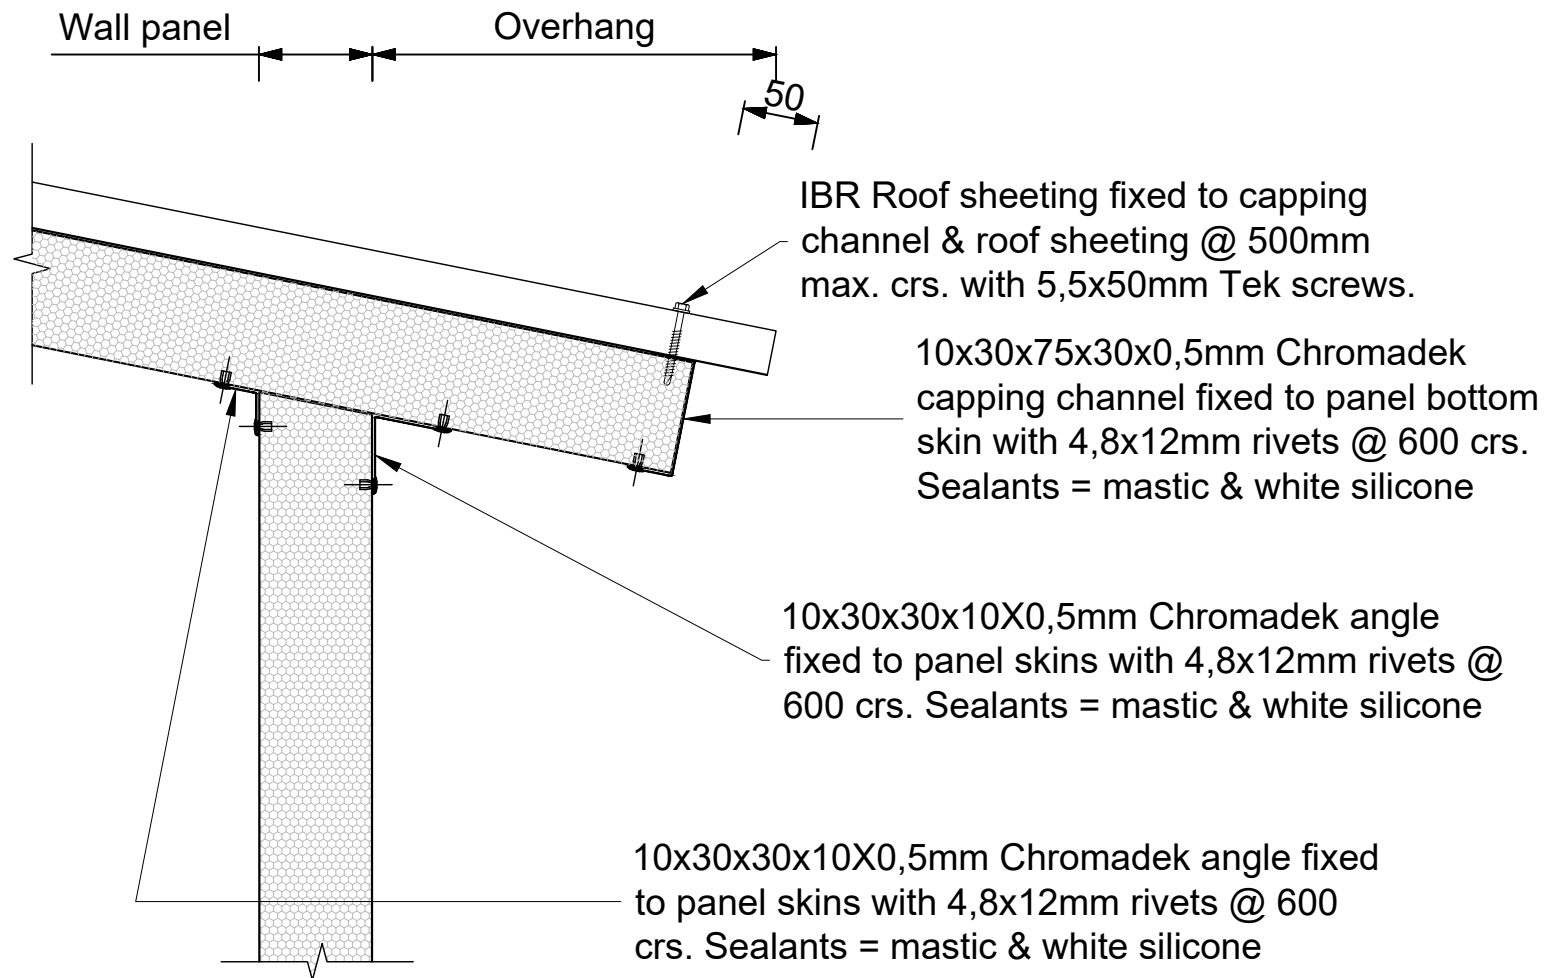 Wall panel
Overhang
50
IBR Roof sheeting fixed to capping
channel & roof sheeting @ 500mm
max. crs. with 5,5x50mm Tek screws.
10x30x75x30x0,5mm Chromadek
capping channel fixed to panel bottom
skin with 4,8x12mm rivets @ 600 crs.
Sealants = mastic & white silicone
10x30x30x10X0,5mm Chromadek angle
fixed to panel skins with 4,8x12mm rivets @
600 crs. Sealants = mastic & white silicone
10x30x30x10X0,5mm Chromadek angle fixed
to panel skins with 4,8x12mm rivets @ 600
crs. Sealants = mastic & white silicone